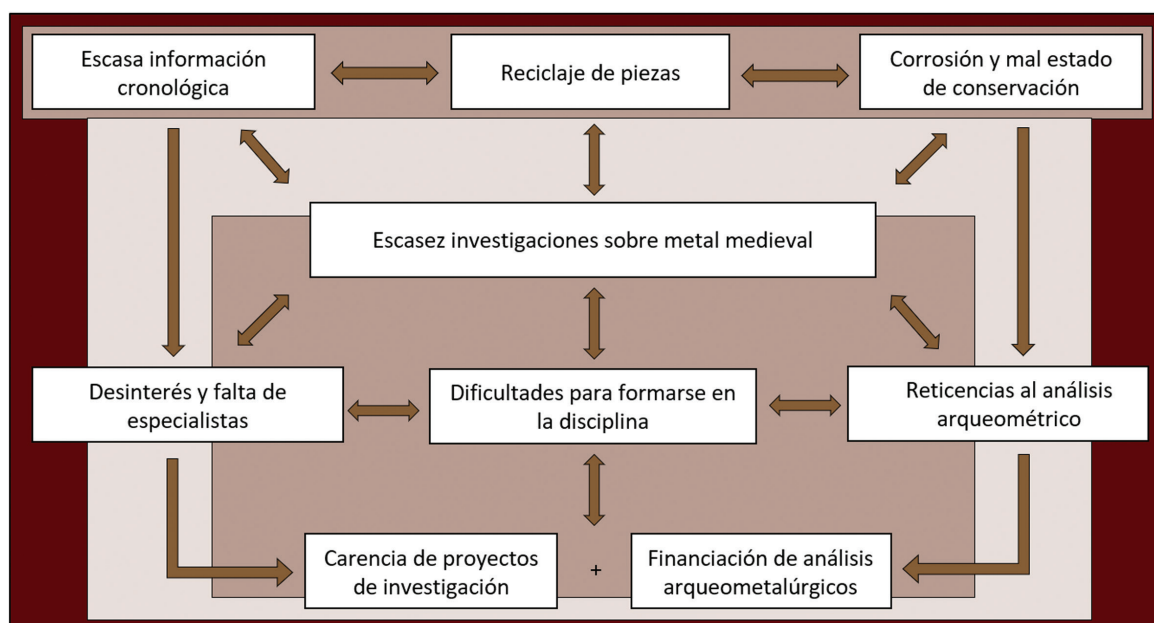 Escasa información
cronológica
Reciclaje de piezas
Corrosión y mal estado
de conservación
Escasez investigaciones sobre metal medieval
Desinterés y falta de
especialistas
Dificultades para formarse en
la disciplina
Reticencias al análisis
arqueométrico
Carencia de proyectos
de investigación
+
Financiación de análisis
arqueometalúrgicos